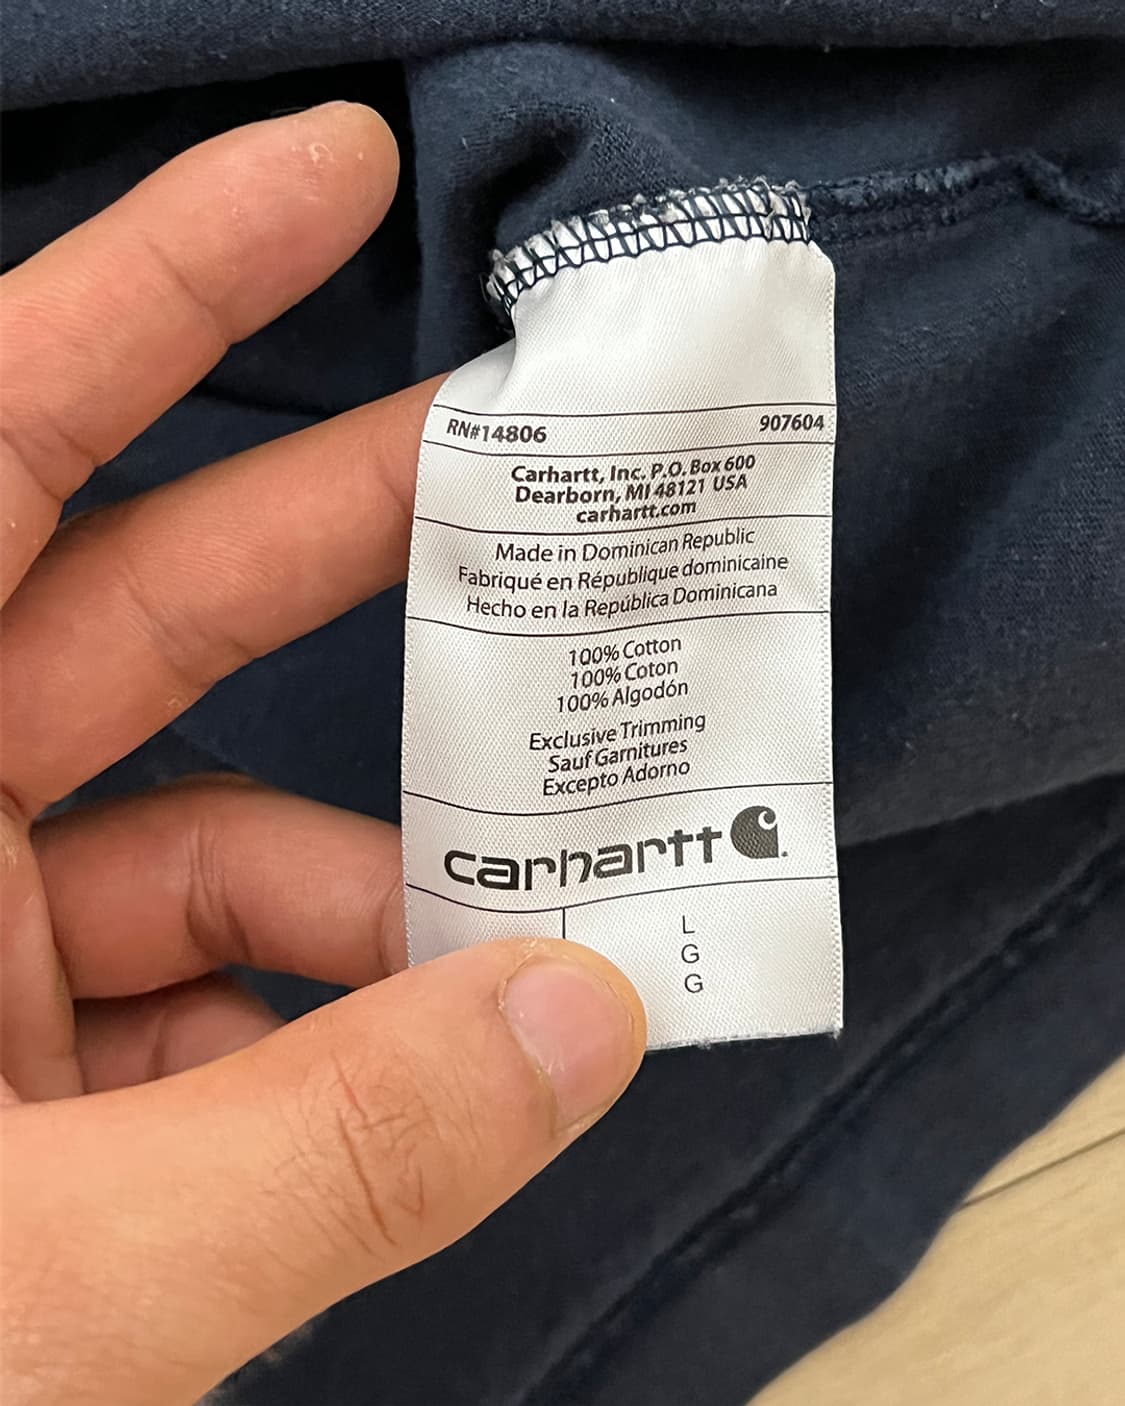 RN#14806 907604
Carhartt, Inc. P.O. Box 600
Dearborn, MI 48121 USA
carhartt.com
Made in Dominican Republic
Fabriqué en République dominicaine
Hecho en la República Dominicana
100% Cotton
100% Coton
100% Algodón
Exclusive Trimming
Sauf Garnitures
Excepto Adorno
carhartt
L
G
G